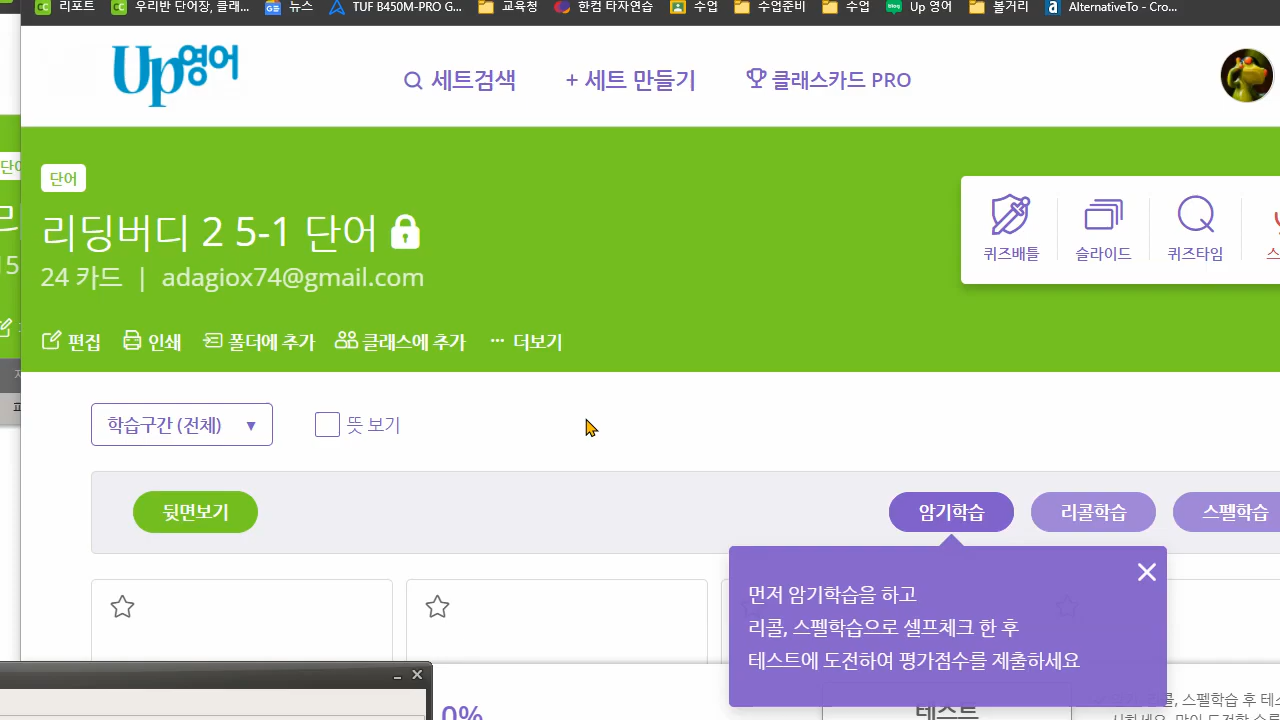 리포트 우리반 단어장, 클래... 뉴스 TUF B450M-PRO G... 교육청 한컴 타자연습 수업 수업준비 수업 Up 영어 볼거리 AlternativeTo - Cro...
Up영어
세트검색 + 세트 만들기 클래스카드 PRO
단어
리딩버디 2 5-1 단어
24 카드 | adagiox74@gmail.com
퀴즈배틀 슬라이드 퀴즈타임
편집 인쇄 폴더에 추가 클래스에 추가 ··· 더보기
학습구간 (전체) ▼ 뜻 보기
뒷면보기 암기학습 리콜학습 스펠학습
먼저 암기학습을 하고
리콜, 스펠학습으로 셀프체크 한 후
테스트에 도전하여 평가점수를 제출하세요
0% 테스트